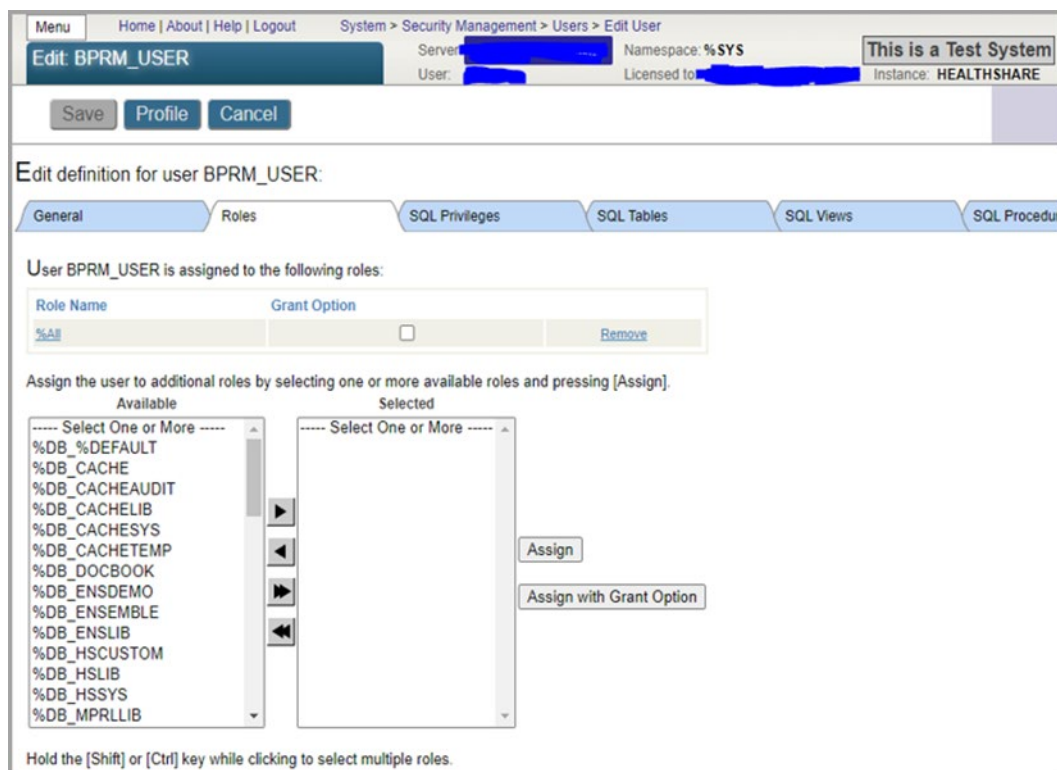 Menu Home | About | Help | Logout System > Security Management > Users > Edit User
Edit: BPRM_USER Server: Namespace: %SYS This is a Test System
User: Licensed to: Instance: HEALTHSHARE
Save Profile Cancel
Edit definition for user BPRM_USER:
General Roles SQL Privileges SQL Tables SQL Views SQL Procedu
User BPRM_USER is assigned to the following roles:
Role Name Grant Option
%All Remove
Assign the user to additional roles by selecting one or more available roles and pressing [Assign].
Available Selected
----- Select One or More ----- ----- Select One or More -----
%DB_%DEFAULT
%DB_CACHE
%DB_CACHEAUDIT
%DB_CACHELIB
%DB_CACHESYS
%DB_CACHETEMP
Assign
%DB_DOCBOOK
%DB_ENSDEMO
Assign with Grant Option
%DB_ENSEMBLE
%DB_ENSLIB
%DB_HSCUSTOM
%DB_HSLIB
%DB_HSSYS
%DB_MPRLLIB
Hold the [Shift] or [Ctrl] key while clicking to select multiple roles.